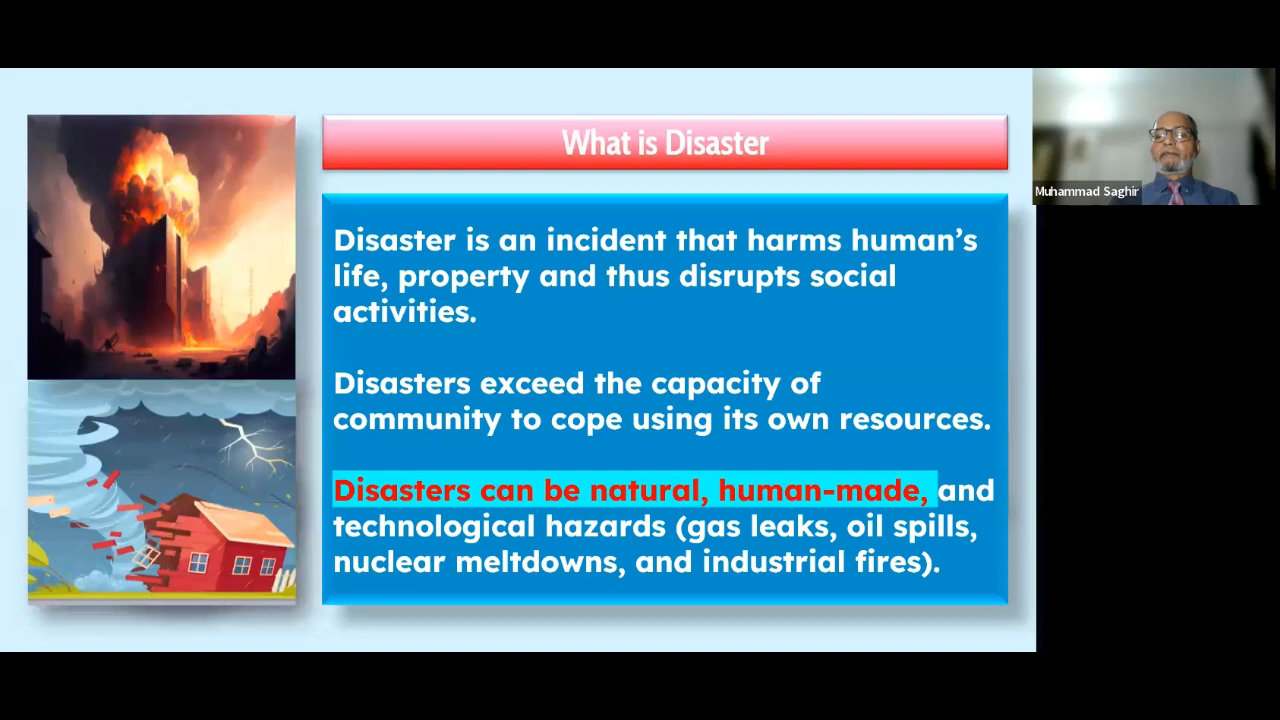 What is Disaster
Disaster is an incident that harms human’s
life, property and thus disrupts social
activities.
Disasters exceed the capacity of
community to cope using its own resources.
Disasters can be natural, human-made, and
technological hazards (gas leaks, oil spills,
nuclear meltdowns, and industrial fires).
Muhammad Saghir